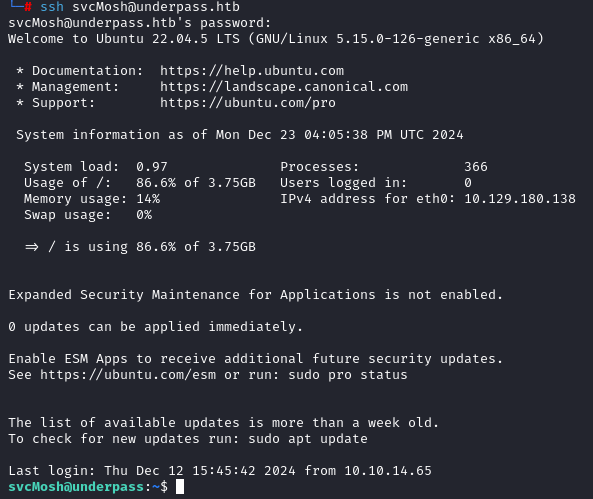 └─# ssh svcMosh@underpass.htb
svcMosh@underpass.htb's password:
Welcome to Ubuntu 22.04.5 LTS (GNU/Linux 5.15.0-126-generic x86_64)
* Documentation:  https://help.ubuntu.com
* Management:     https://landscape.canonical.com
* Support:        https://ubuntu.com/pro
System information as of Mon Dec 23 04:05:38 PM UTC 2024
System load:  0.97              Processes:             366
Usage of /:   86.6% of 3.75GB   Users logged in:       0
Memory usage: 14%               IPv4 address for eth0: 10.129.180.138
Swap usage:   0%
=> / is using 86.6% of 3.75GB
Expanded Security Maintenance for Applications is not enabled.
0 updates can be applied immediately.
Enable ESM Apps to receive additional future security updates.
See https://ubuntu.com/esm or run: sudo pro status
The list of available updates is more than a week old.
To check for new updates run: sudo apt update
Last login: Thu Dec 12 15:45:42 2024 from 10.10.14.65
svcMosh@underpass:~$